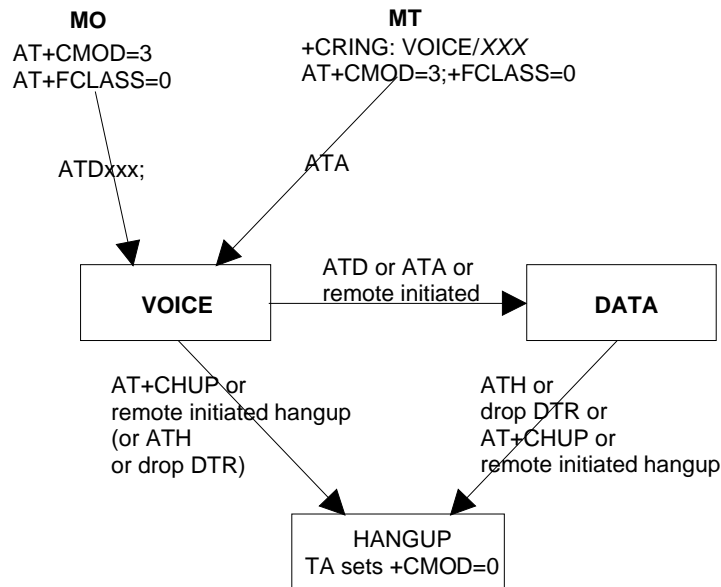 MO
AT+CMOD=3
AT+FCLASS=0
MT
+CRING: VOICE/XXX
AT+CMOD=3;+FCLASS=0
ATDxxx;
ATA
VOICE
ATD or ATA or
remote initiated
DATA
AT+CHUP or
remote initiated hangup
(or ATH
or drop DTR)
ATH or
drop DTR or
AT+CHUP or
remote initiated hangup
HANGUP
TA sets +CMOD=0